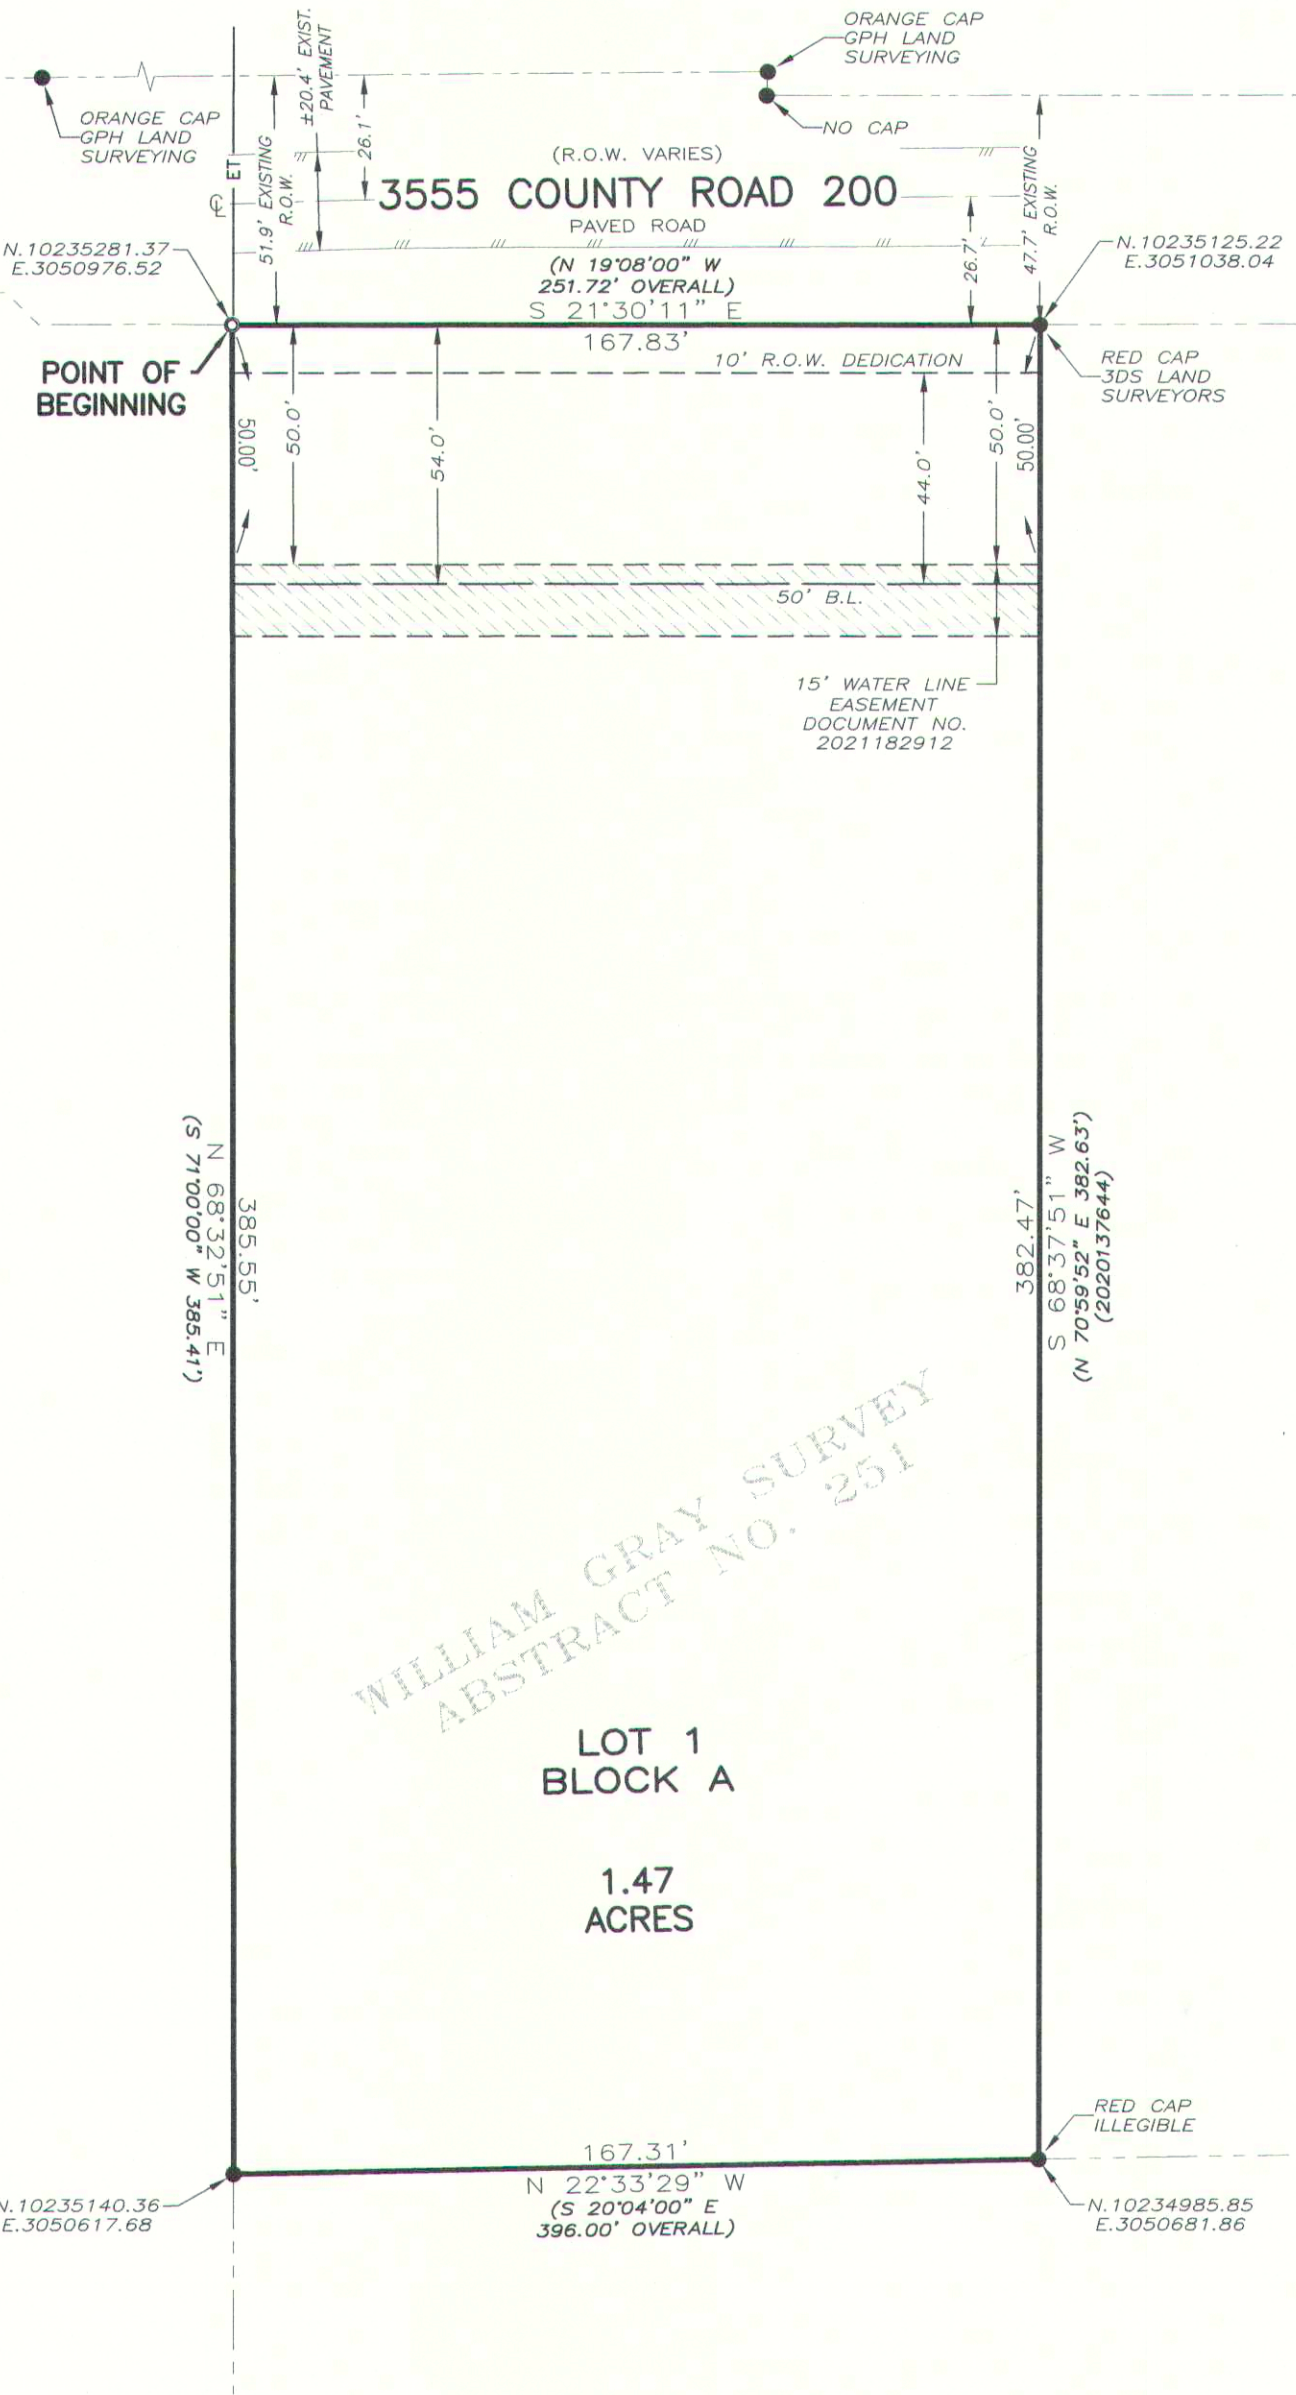 ORANGE CAP
GPH LAND
SURVEYING
±20.4' EXIST.
PAVEMENT
ORANGE CAP
GPH LAND
SURVEYING
26.1'
NO CAP
51.9' EXISTING
R.O.W.
ET
(R.O.W. VARIES)
3555 COUNTY ROAD 200
PAVED ROAD
47.7' EXISTING
R.O.W.
26.7'
N.10235281.37
E.3050976.52
N.10235125.22
E.3051038.04
(N 19°08'00" W
251.72' OVERALL)
S 21°30'11" E
167.83'
POINT OF
BEGINNING
10' R.O.W. DEDICATION
RED CAP
3DS LAND
SURVEYORS
50.00'
50.0'
54.0'
44.0'
50.0'
50.00'
50' B.L.
15' WATER LINE
EASEMENT
DOCUMENT NO.
2021182912
385.55'
N 68°32'51" E
(S 71°00'00" W 385.41')
382.47'
S 68°37'51" W
(N 70°59'52" E 382.63')
(2020137644)
WILLIAM GRAY SURVEY
ABSTRACT NO. 251
LOT 1
BLOCK A
1.47
ACRES
RED CAP
ILLEGIBLE
167.31'
N 22°33'29" W
(S 20°04'00" E
396.00' OVERALL)
N.10235140.36
E.3050617.68
N.10234985.85
E.3050681.86